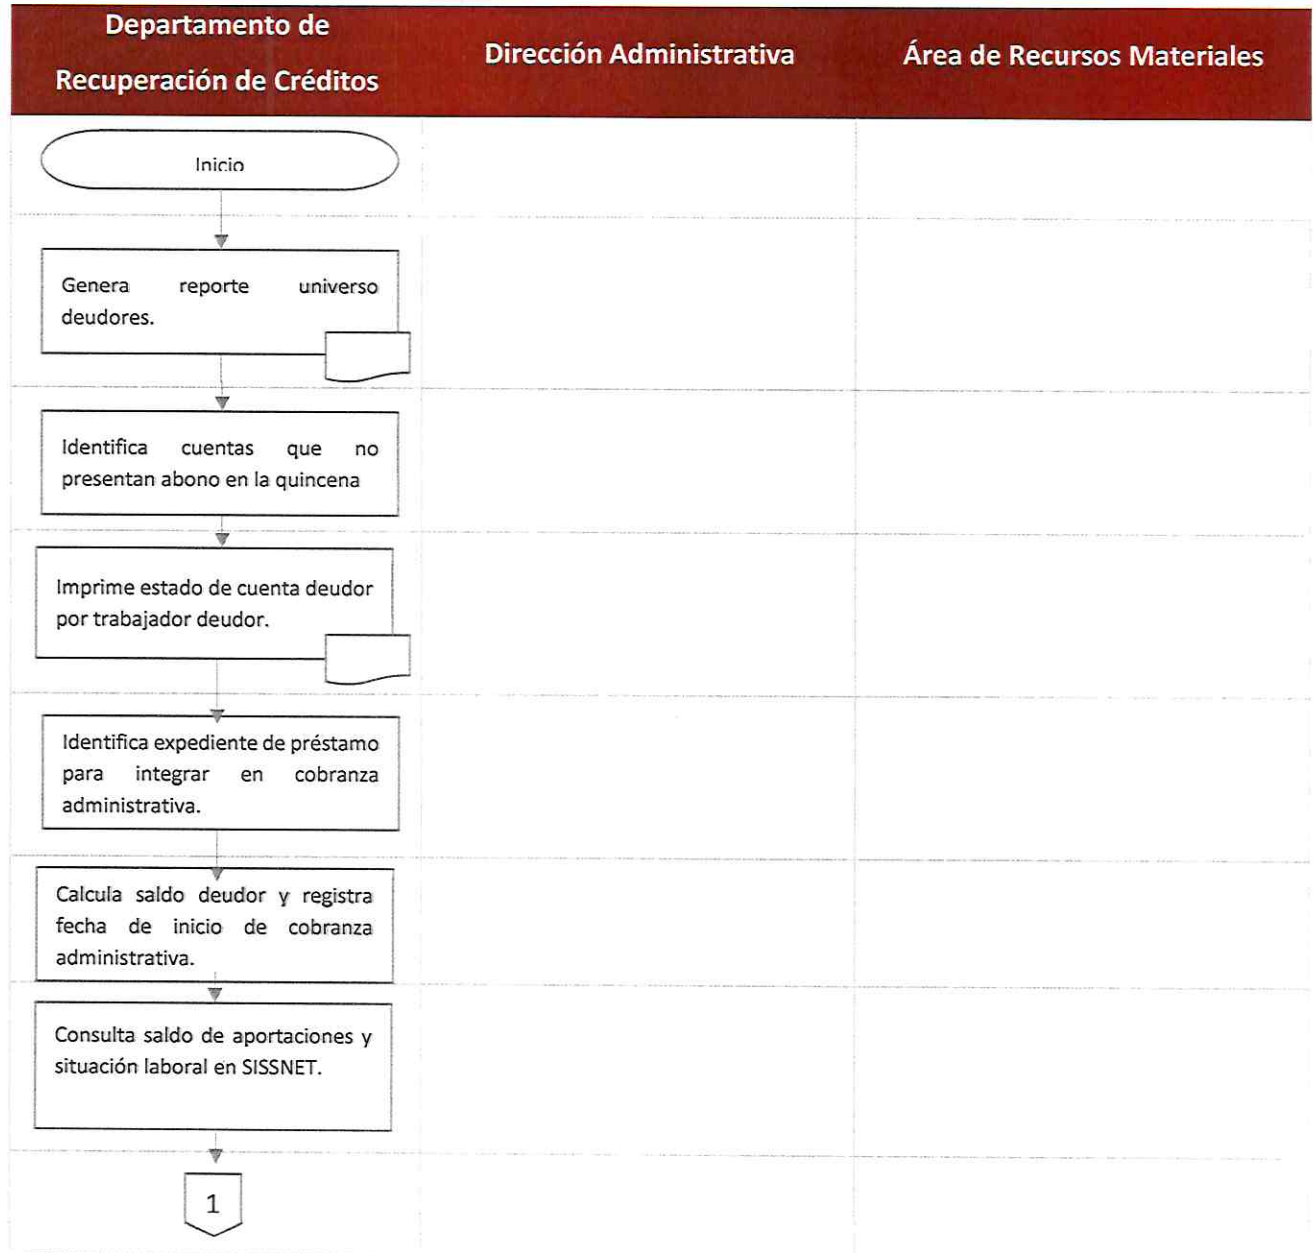 Departamento de
Recuperación de Créditos
Dirección Administrativa
Área de Recursos Materiales
Inicio
Genera reporte universo
deudores.
Identifica cuentas que no
presentan abono en la quincena
Imprime estado de cuenta deudor
por trabajador deudor.
Identifica expediente de préstamo
para integrar en cobranza
administrativa.
Calcula saldo deudor y registra
fecha de inicio de cobranza
administrativa.
Consulta saldo de aportaciones y
situación laboral en SISSNET.
1